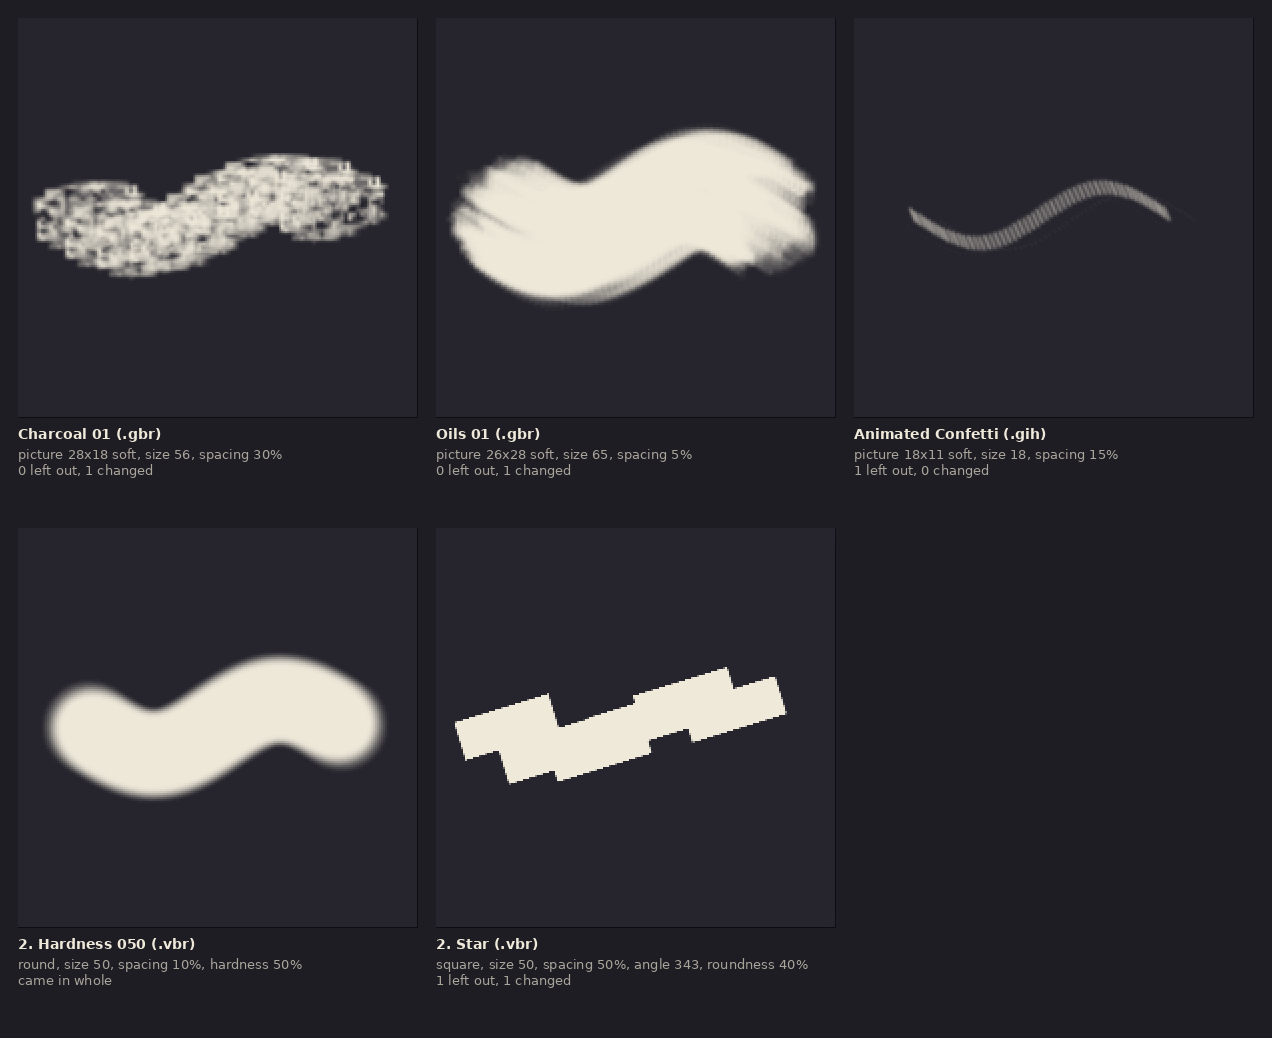 Charcoal 01 (.gbr)
picture 28x18 soft, size 56, spacing 30%
0 left out, 1 changed
Oils 01 (.gbr)
picture 26x28 soft, size 65, spacing 5%
0 left out, 1 changed
Animated Confetti (.gih)
picture 18x11 soft, size 18, spacing 15%
1 left out, 0 changed
2. Hardness 050 (.vbr)
round, size 50, spacing 10%, hardness 50%
came in whole
2. Star (.vbr)
square, size 50, spacing 50%, angle 343, roundness 40%
1 left out, 1 changed